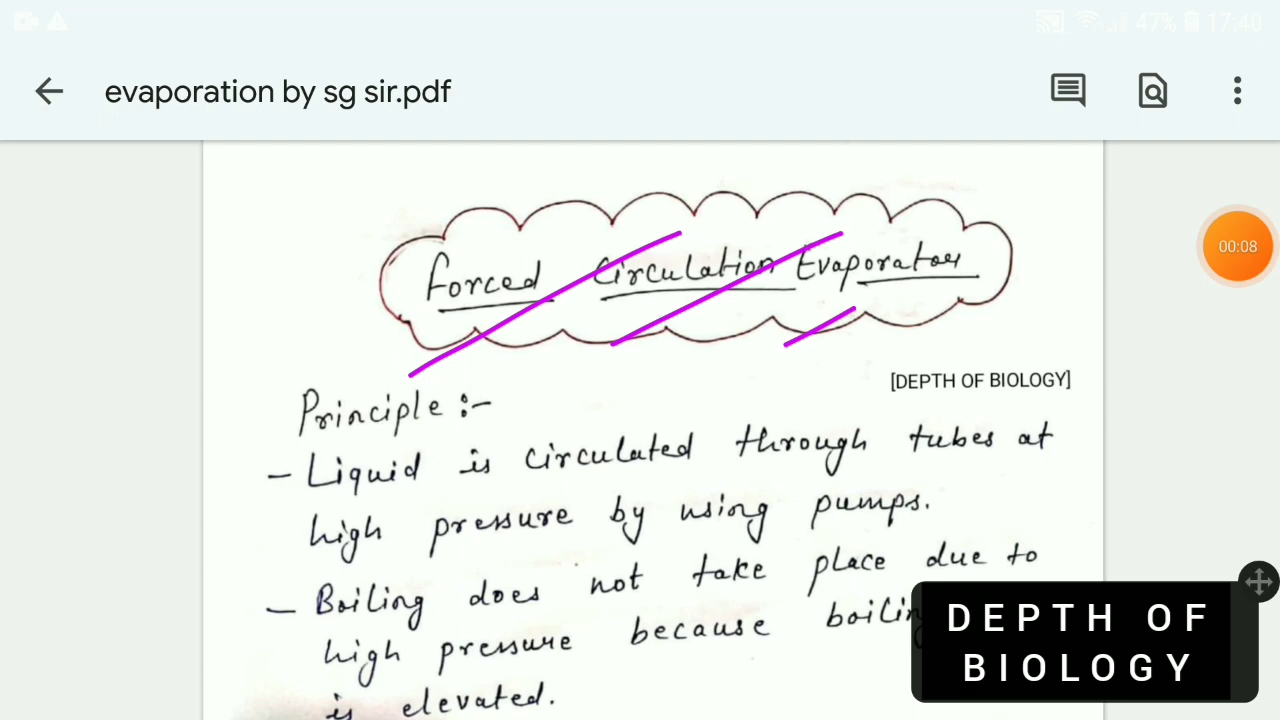 47% 17:40
evaporation by sg sir.pdf
00:08
Forced Circulation Evaporator
[DEPTH OF BIOLOGY]
Principle :-
- Liquid is circulated through tubes at
high pressure by using pumps.
- Boiling does not take place due to
high pressure because
is elevated.
DEPTH OF
BIOLOGY